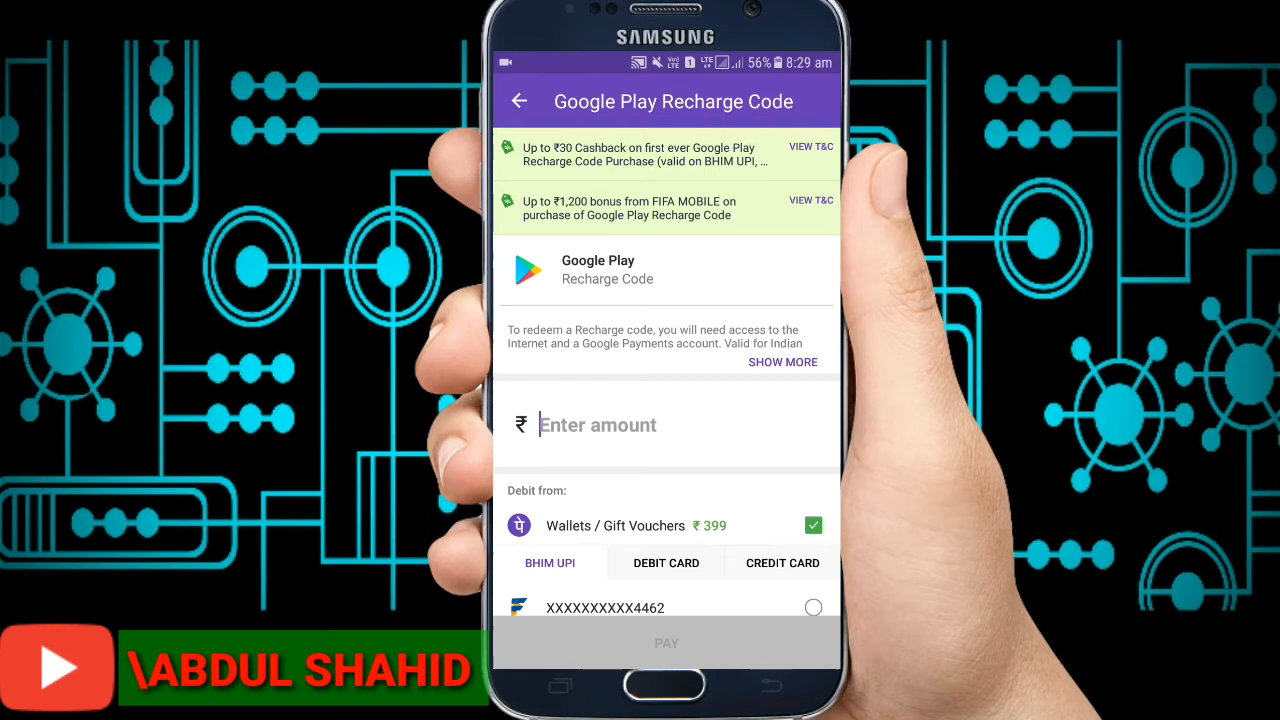 SAMSUNG
Vo)) LTE 1 LTE 56% 8:29 am
Google Play Recharge Code
Up to ₹30 Cashback on first ever Google Play
Recharge Code Purchase (valid on BHIM UPI, ...
VIEW T&C
Up to ₹1,200 bonus from FIFA MOBILE on
purchase of Google Play Recharge Code
VIEW T&C
Google Play
Recharge Code
To redeem a Recharge code, you will need access to the
Internet and a Google Payments account. Valid for Indian
SHOW MORE
₹ Enter amount
Debit from:
पे Wallets / Gift Vouchers ₹ 399
BHIM UPI DEBIT CARD CREDIT CARD
XXXXXXXXXX4462
PAY
\ABDUL SHAHID